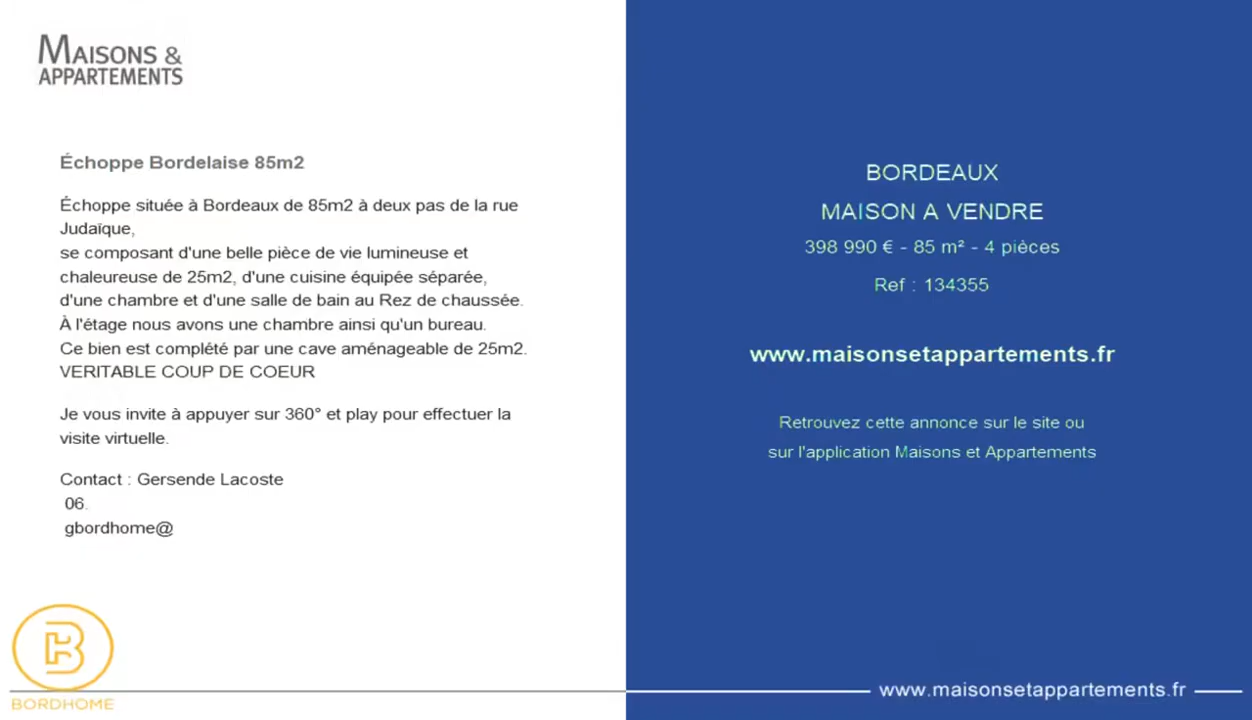 MAISONS &
APPARTEMENTS
Échoppe Bordelaise 85m2
Échoppe située à Bordeaux de 85m2 à deux pas de la rue
Judaïque,
se composant d'une belle pièce de vie lumineuse et
chaleureuse de 25m2, d'une cuisine équipée séparée,
d'une chambre et d'une salle de bain au Rez de chaussée.
À l'étage nous avons une chambre ainsi qu'un bureau.
Ce bien est complété par une cave aménageable de 25m2.
VERITABLE COUP DE COEUR
Je vous invite à appuyer sur 360° et play pour effectuer la
visite virtuelle.
Contact : Gersende Lacoste
06.
gbordhome@
BORDHOME
BORDEAUX
MAISON A VENDRE
398 990 € - 85 m² - 4 pièces
Ref : 134355
www.maisonsetappartements.fr
Retrouvez cette annonce sur le site ou
sur l'application Maisons et Appartements
www.maisonsetappartements.fr